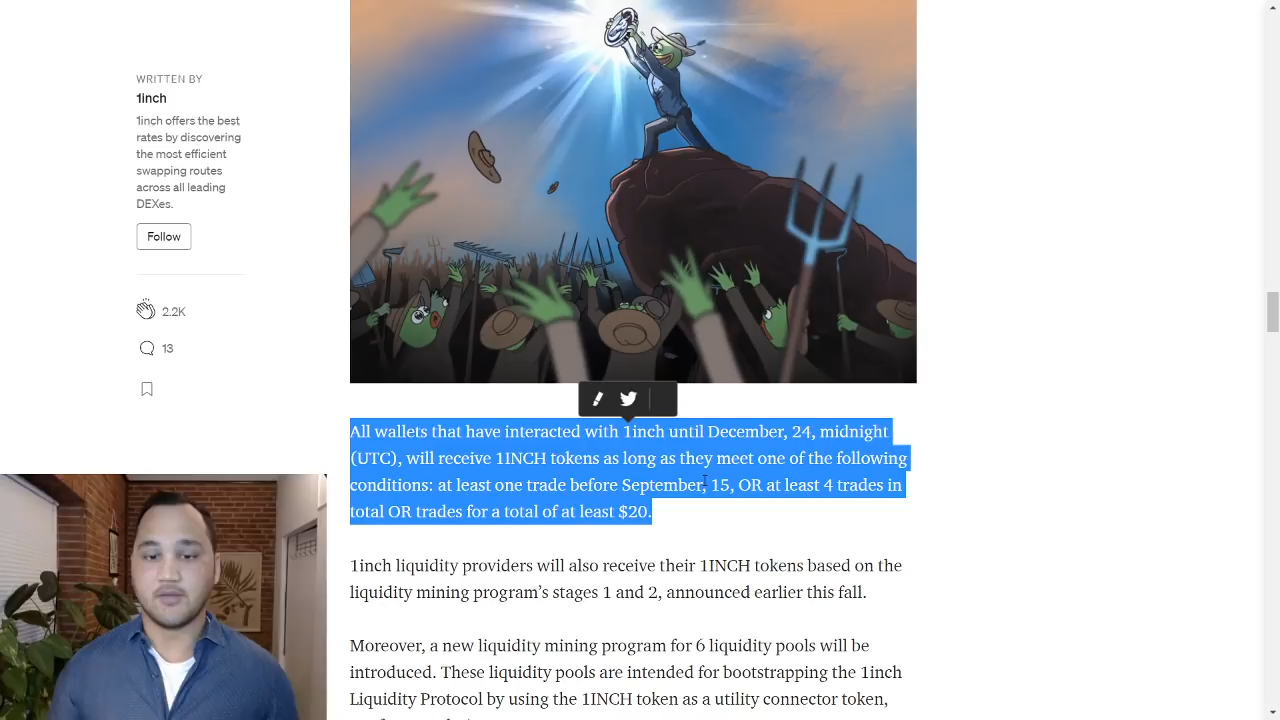 WRITTEN BY
1inch
1inch offers the best
rates by discovering
the most efficient
swapping routes
across all leading
DEXes.
Follow
2.2K
13
All wallets that have interacted with 1inch until December, 24, midnight
(UTC), will receive 1INCH tokens as long as they meet one of the following
conditions: at least one trade before September, 15, OR at least 4 trades in
total OR trades for a total of at least $20.
1inch liquidity providers will also receive their 1INCH tokens based on the
liquidity mining program's stages 1 and 2, announced earlier this fall.
Moreover, a new liquidity mining program for 6 liquidity pools will be
introduced. These liquidity pools are intended for bootstrapping the 1inch
Liquidity Protocol by using the 1INCH token as a utility connector token,